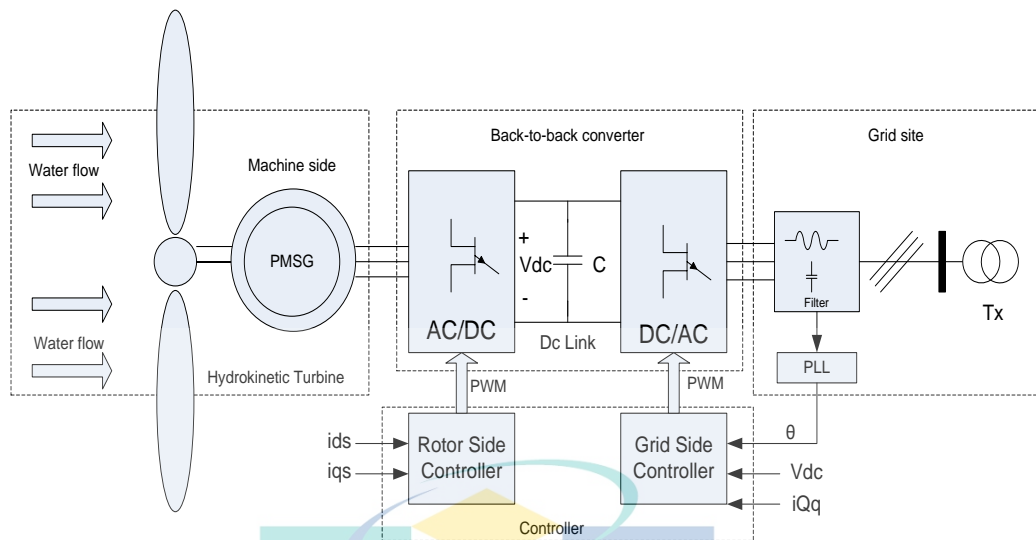 Back-to-back converter
Grid site
Machine side
Water flow
PMSG
+
Vdc
-
C
AC/DC
DC/AC
Dc Link
Filter
Tx
Water flow
Hydrokinetic Turbine
PWM
PWM
PLL
ids
iqs
Rotor Side
Controller
Grid Side
Controller
θ
Vdc
iQq
Controller